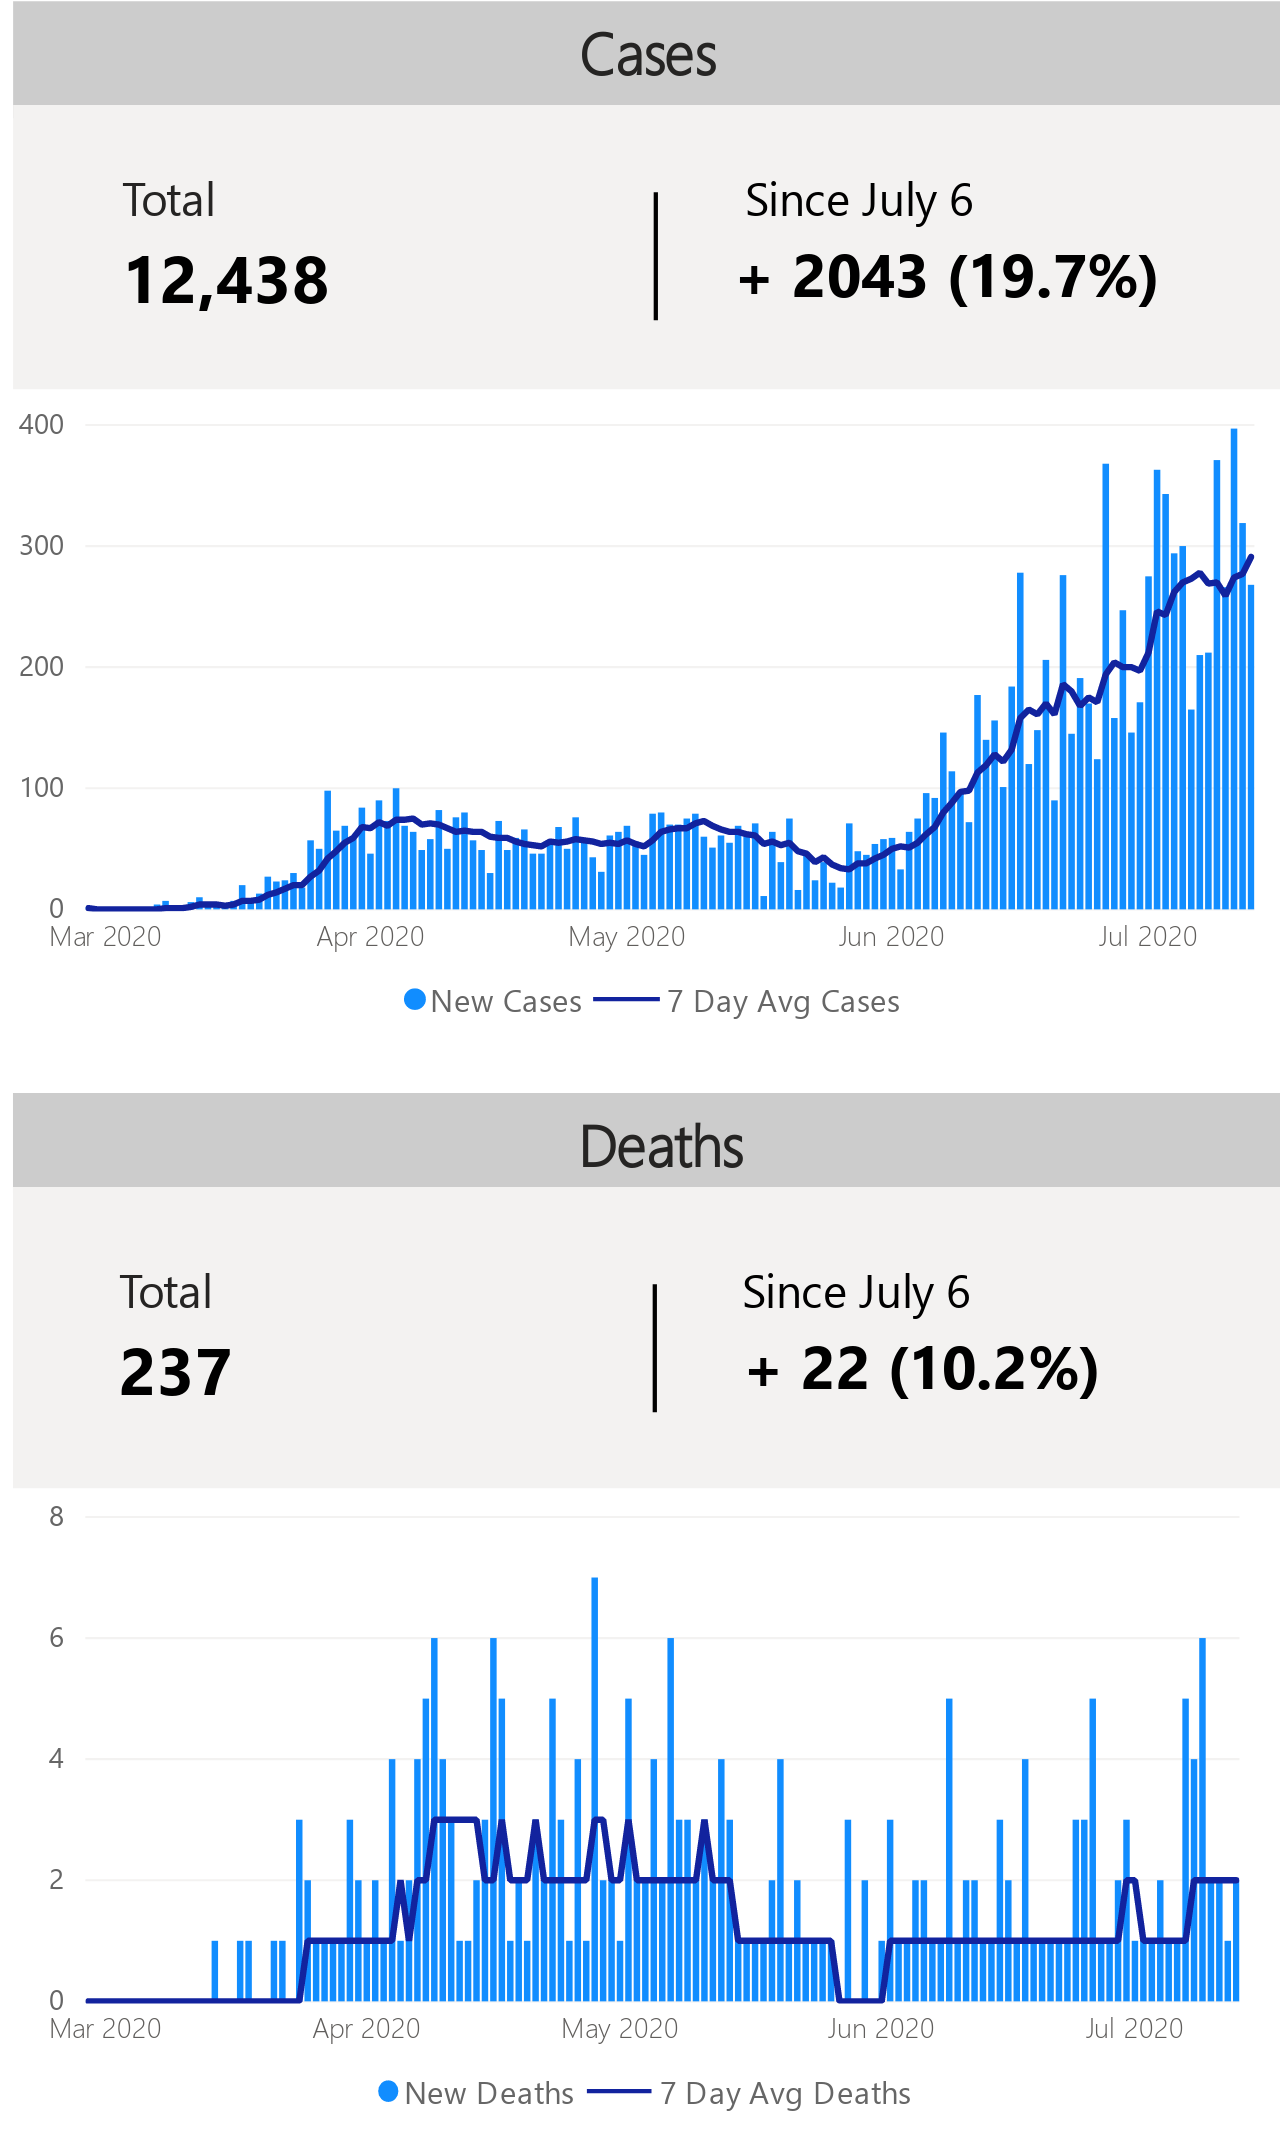 Cases
Total
Since July 6
12,438
+ 2043 (19.7%)
400
300
200
100
0
Mar 2020
Apr 2020
May 2020
Jun 2020
Jul 2020
New Cases
7 Day Avg Cases
Deaths
Total
Since July 6
237
+ 22 (10.2%)
8
6
4
2
0
Mar 2020
Apr 2020
May 2020
Jun 2020
Jul 2020
New Deaths
7 Day Avg Deaths